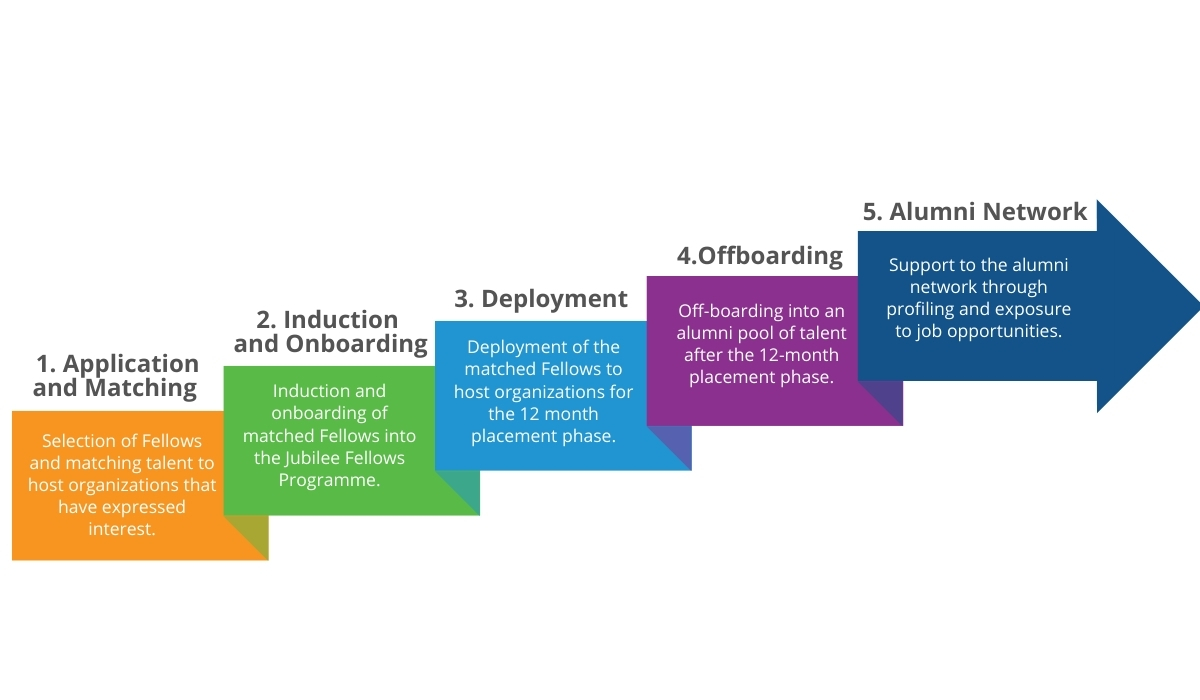 1. Application
and Matching
Selection of Fellows
and matching talent to
host organizations that
have expressed
interest.
2. Induction
and Onboarding
Induction and
onboarding of
matched Fellows into
the Jubilee Fellows
Programme.
3. Deployment
Deployment of the
matched Fellows to
host organizations for
the 12 month
placement phase.
4.Offboarding
Off-boarding into an
alumni pool of talent
after the 12-month
placement phase.
5. Alumni Network
Support to the alumni
network through
profiling and exposure
to job opportunities.